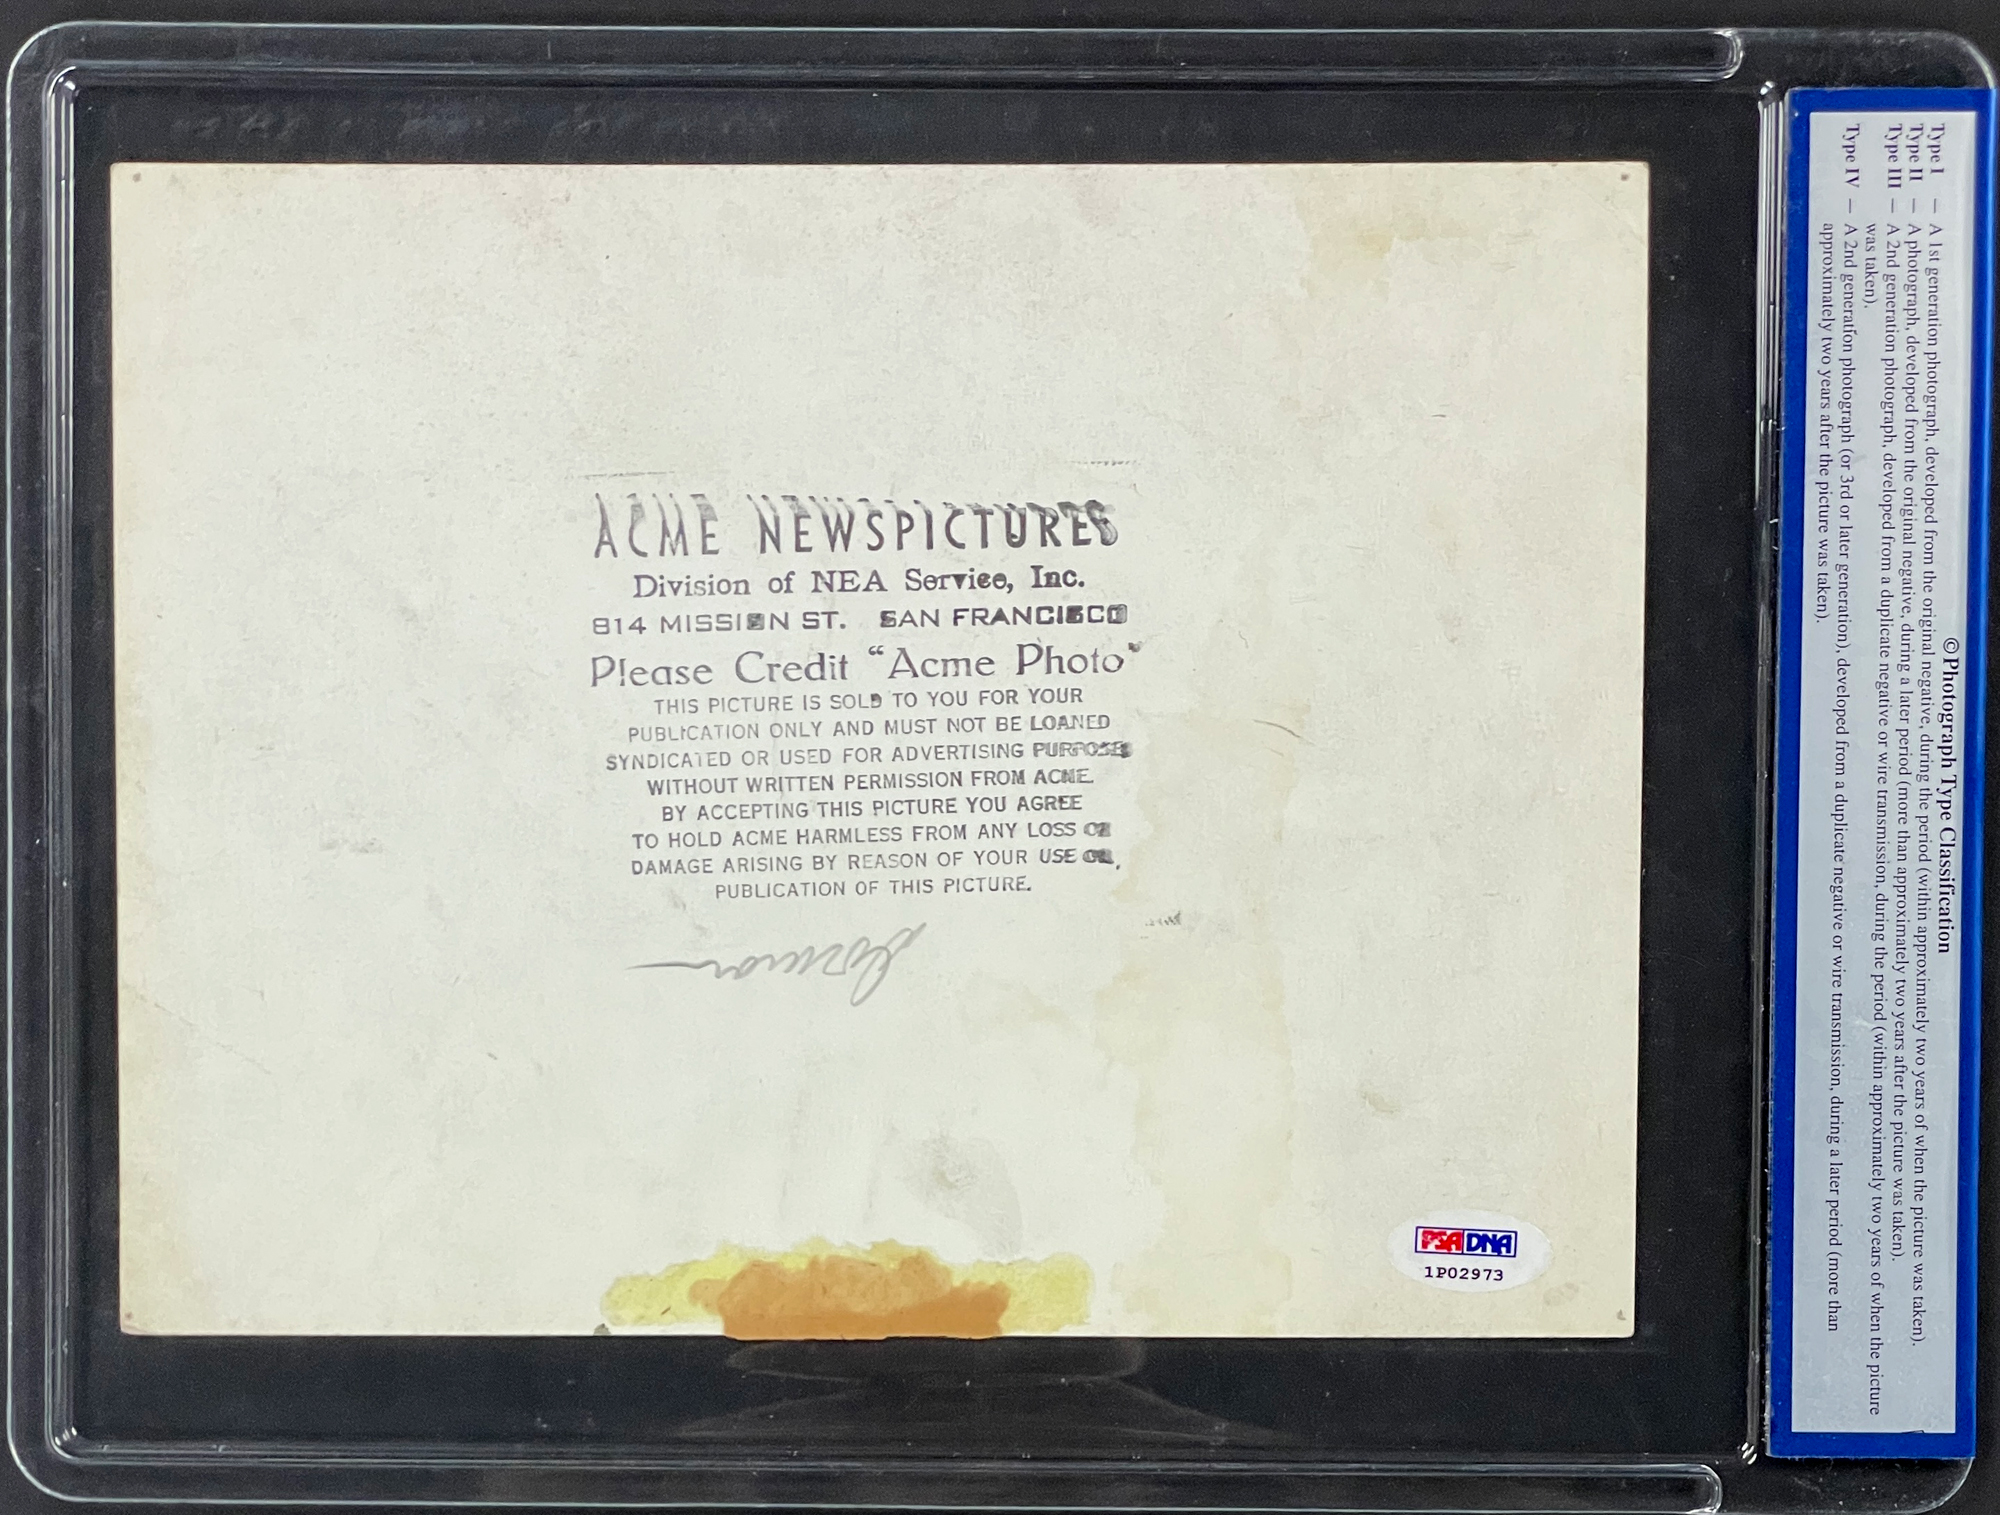 ACME NEWSPICTURES
Division of NEA Service, Inc.
814 MISSION ST. SAN FRANCISCO
Please Credit "Acme Photo"
THIS PICTURE IS SOLD TO YOU FOR YOUR
PUBLICATION ONLY AND MUST NOT BE LOANED
SYNDICATED OR USED FOR ADVERTISING PURPOSES
WITHOUT WRITTEN PERMISSION FROM ACME.
BY ACCEPTING THIS PICTURE YOU AGREE
TO HOLD ACME HARMLESS FROM ANY LOSS OR
DAMAGE ARISING BY REASON OF YOUR USE OR,
PUBLICATION OF THIS PICTURE.
PSA DNA
1P02973
©Photograph Type Classification
Type I – A 1st generation photograph, developed from the original negative, during the period (within approximately two years of when the picture was taken).
Type II – A photograph, developed from the original negative, during a later period (more than approximately two years after the picture was taken).
Type III – A 2nd generation photograph, developed from a duplicate negative or wire transmission, during the period (within approximately two years of when the picture
was taken).
Type IV – A 2nd generation photograph (or 3rd or later generation), developed from a duplicate negative or wire transmission, during a later period (more than
approximately two years after the picture was taken).